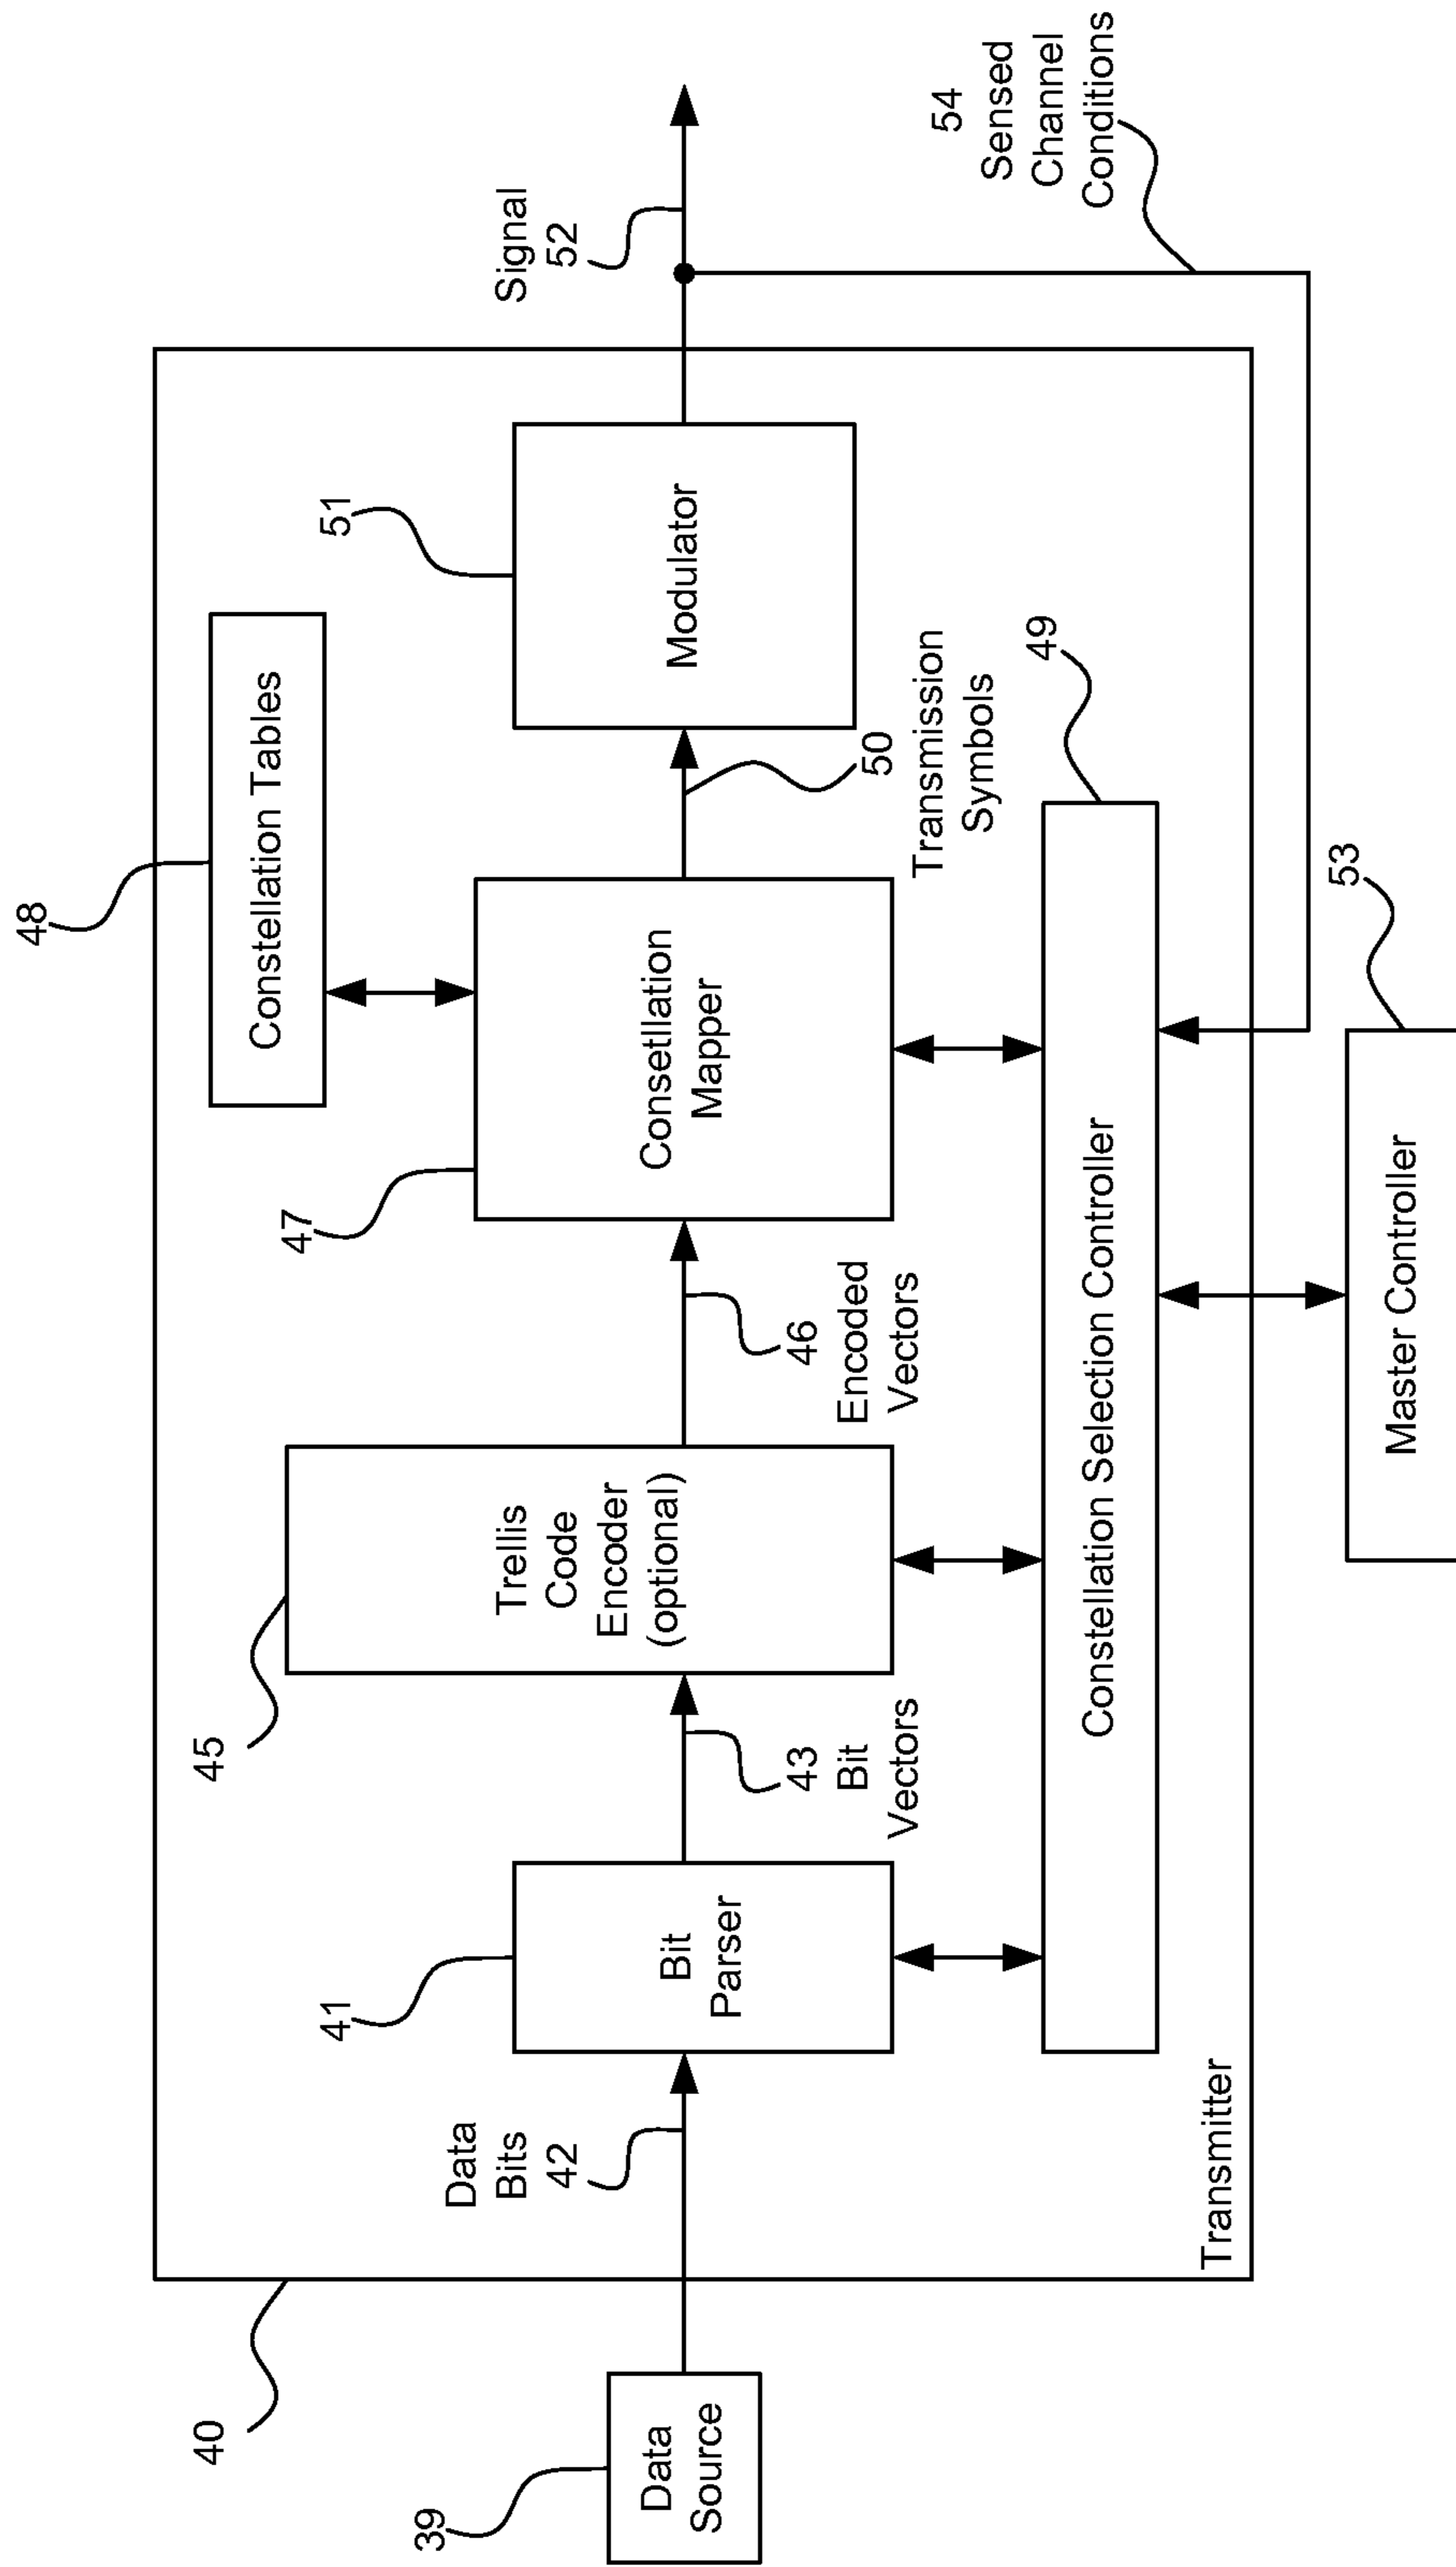 39
Data
Source
40
Data
Bits
42
41
Bit
Parser
43
Bit
Vectors
45
Trellis
Code
Encoder
(optional)
46
Encoded
Vectors
47
Consetllation
Mapper
48
Constellation Tables
50
Transmission
Symbols
51
Modulator
Signal
52
54
Sensed
Channel
Conditions
49
Constellation Selection Controller
Transmitter
53
Master Controller